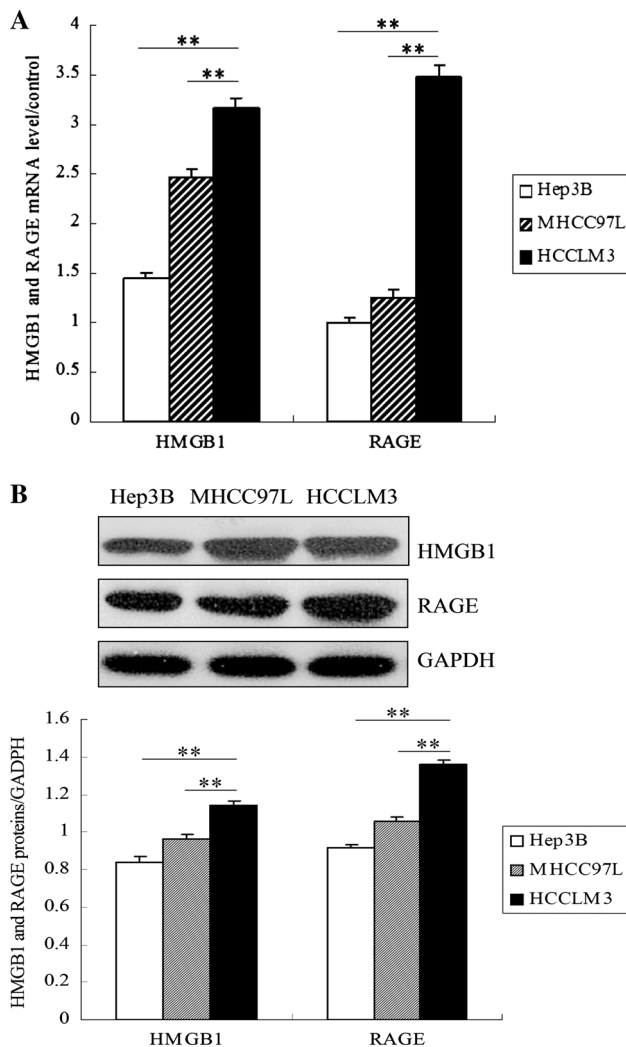 A
HMGB1 and RAGE mRNA level/control
4
3.5
3
2.5
2
1.5
1
0.5
0
** ** ** **
HMGB1 RAGE
Hep3B
MHCC97L
HCCLM3
B
Hep3B MHCC97L HCCLM3
HMGB1
RAGE
GAPDH
HMGB1 and RAGE proteins/GADPH
1.6
1.4
1.2
1
0.8
0.6
0.4
0.2
0
** ** ** **
HMGB1 RAGE
Hep3B
MHCC97L
HCCLM3